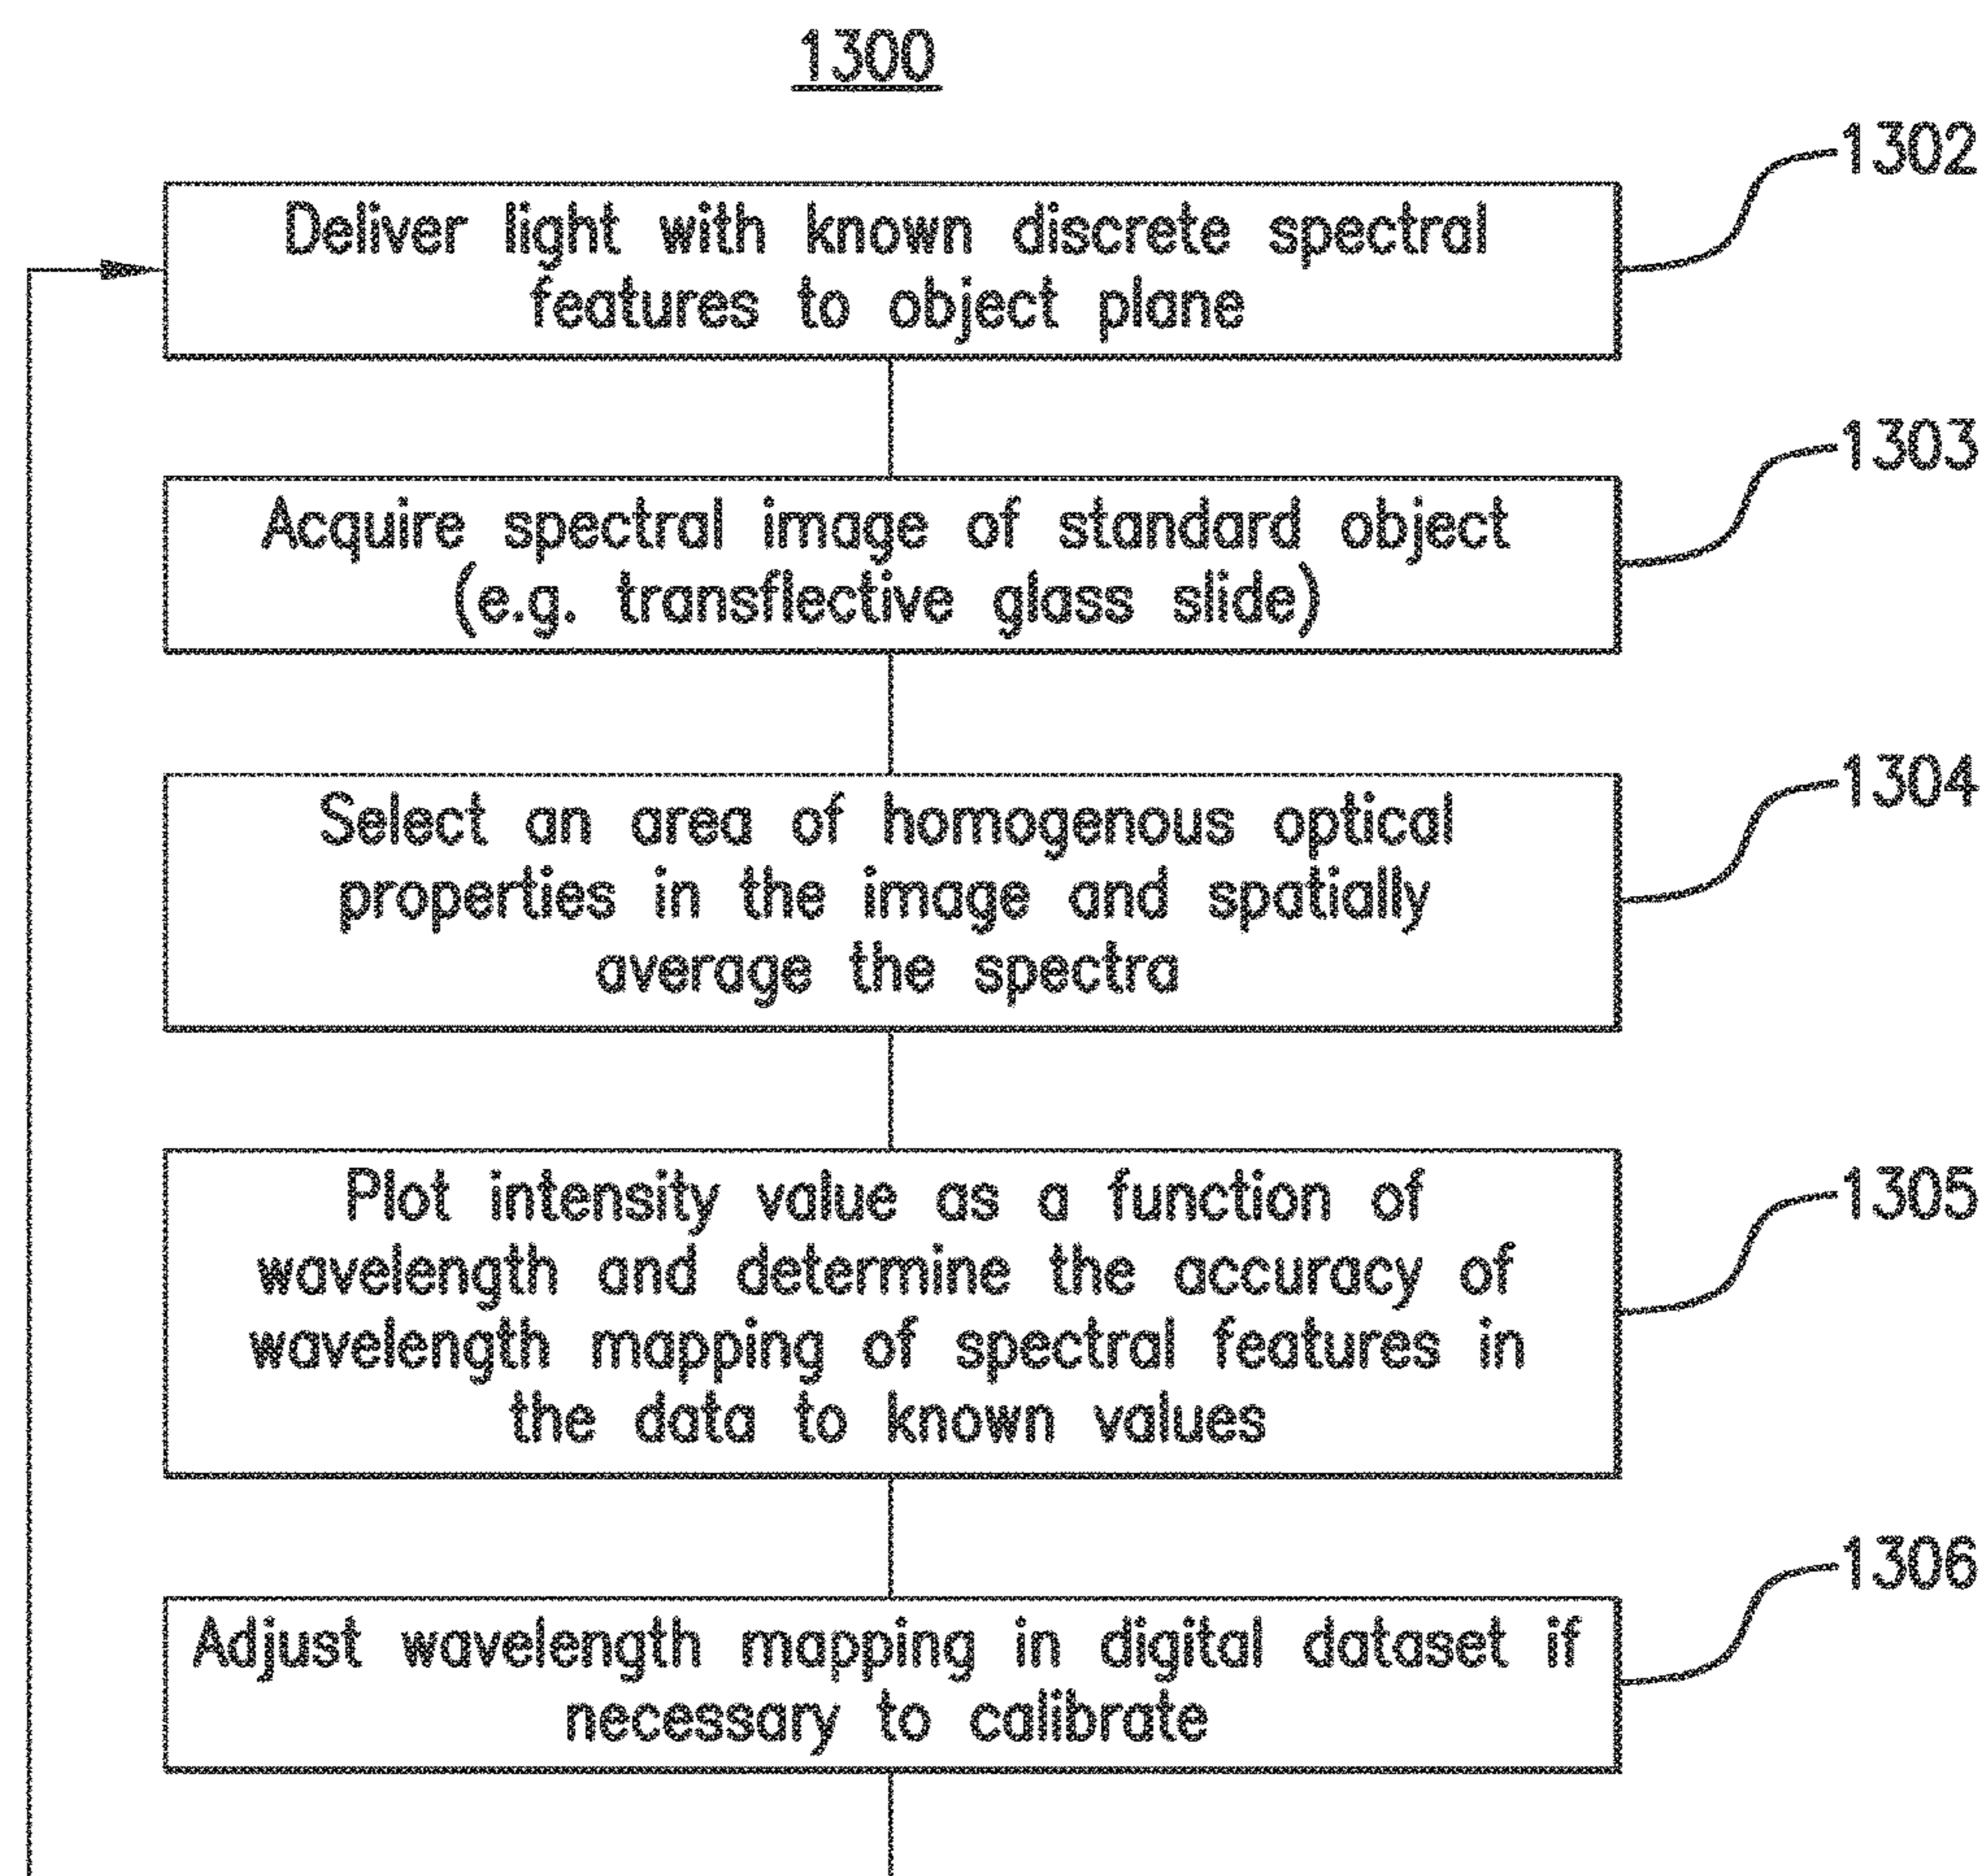 1300
1302
Deliver light with known discrete spectral
features to object plane
1303
Acquire spectral image of standard object
(e.g. transflective glass slide)
1304
Select an area of homogenous optical
properties in the image and spatially
average the spectra
1305
Plot intensity value as a function of
wavelength and determine the accuracy of
wavelength mapping of spectral features in
the data to known values
1306
Adjust wavelength mapping in digital dataset if
necessary to calibrate